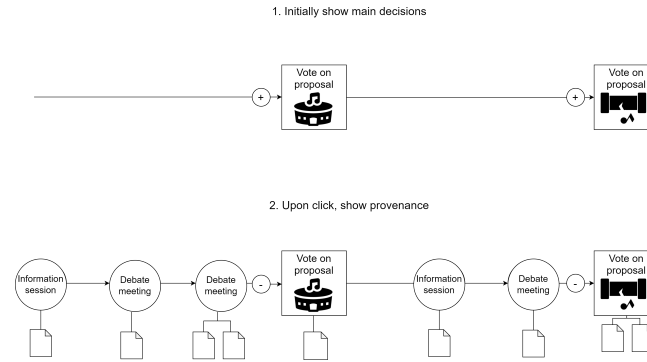 1. Initially show main decisions
Vote on
proposal
+
+
Vote on
proposal
2. Upon click, show provenance
Information
session
Debate
meeting
Debate
meeting
-
Vote on
proposal
Information
session
Debate
meeting
-
Vote on
proposal